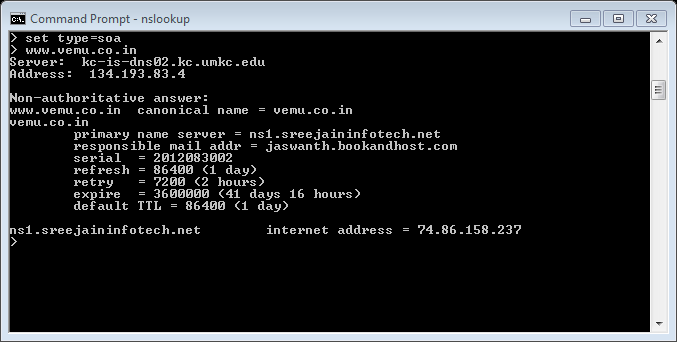 Command Prompt - nslookup
> set type=soa
> www.vemu.co.in
Server:  kc-is-dns02.kc.umkc.edu
Address:  134.193.83.4

Non-authoritative answer:
www.vemu.co.in  canonical name = vemu.co.in
vemu.co.in
        primary name server = ns1.sreejaininfotech.net
        responsible mail addr = jaswanth.bookandhost.com
        serial  = 2012083002
        refresh = 86400 (1 day)
        retry   = 7200 (2 hours)
        expire  = 3600000 (41 days 16 hours)
        default TTL = 86400 (1 day)

ns1.sreejaininfotech.net        internet address = 74.86.158.237
>